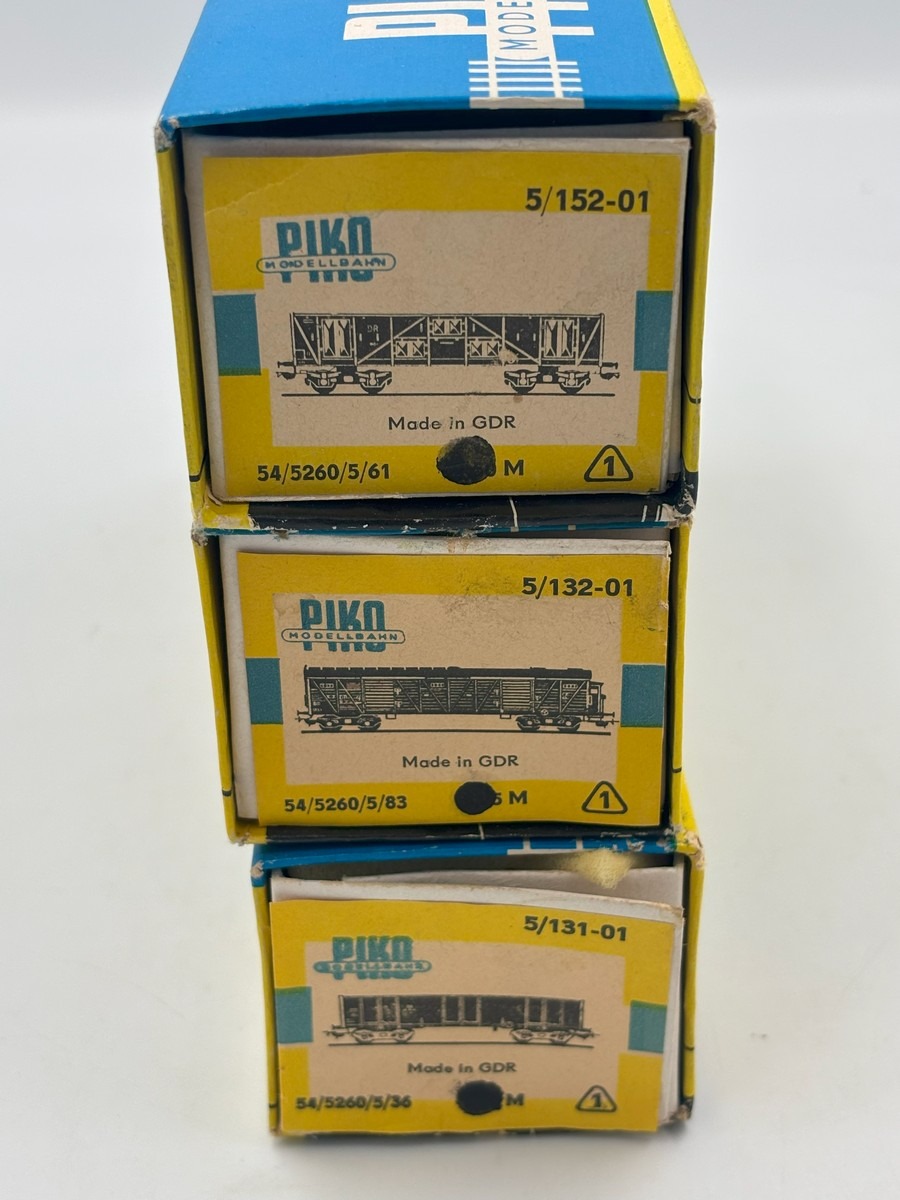 MODE
5/152-01
PIKO
MODELLBAHN
DR
Made in GDR
54/5260/5/61
M
1
5/132-01
PIKO
MODELLBAHN
Made in GDR
54/5260/5/83
5 M
1
5/131-01
PIKO
MODELLBAHN
Made in GDR
54/5260/5/36
M
1